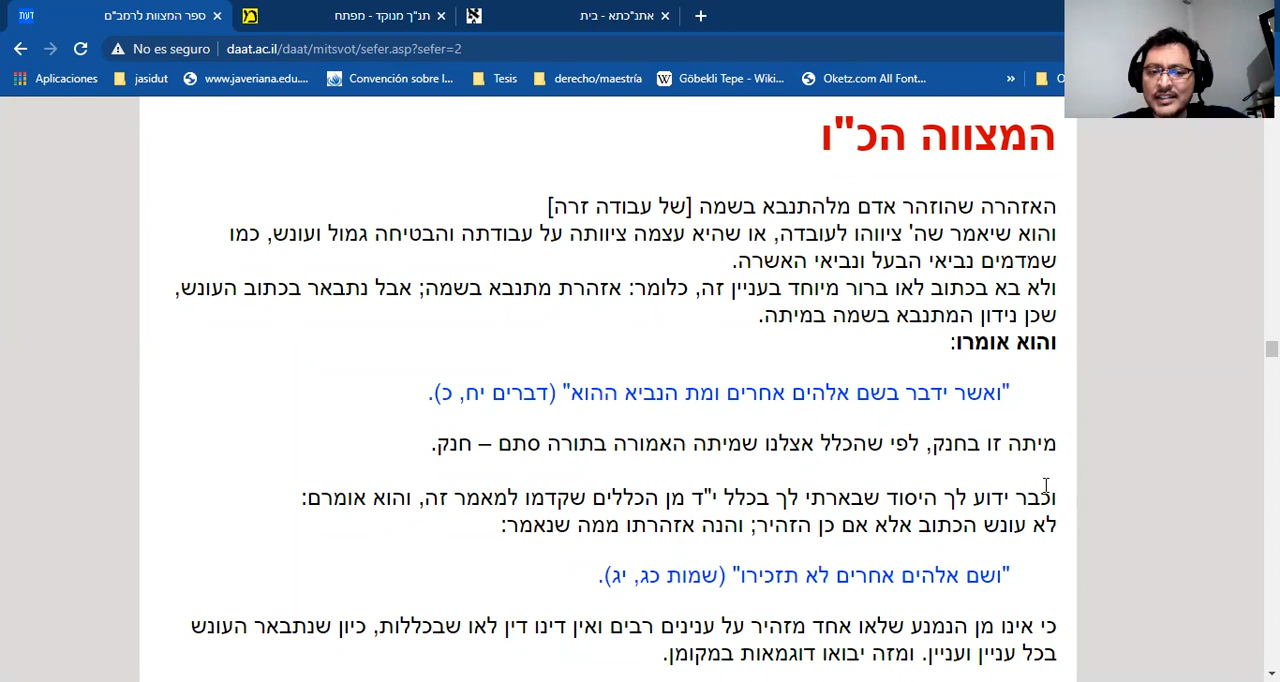 ספר המצוות לרמב"ם
תנ"ך מנוקד - מפתח
אתנ"כתא - בית
No es seguro
daat.ac.il/daat/mitsvot/sefer.asp?sefer=2
Aplicaciones
jasidut
www.javeriana.edu....
Convención sobre l...
Tesis
derecho/maestría
Göbekli Tepe - Wiki...
Oketz.com All Font...
»
המצווה הכ"ו
האזהרה שהוזהר אדם מלהתנבא בשמה [של עבודה זרה]
והוא שיאמר שה' ציווהו לעובדה, או שהיא עצמה ציוותה על עבודתה והבטיחה גמול ועונש, כמו
שמדמים נביאי הבעל ונביאי האשרה.
ולא בא בכתוב לאו ברור מיוחד בעניין זה, כלומר: אזהרת מתנבא בשמה; אבל נתבאר בכתוב העונש,
שכן נידון המתנבא בשמה במיתה.
והוא אומרו:
"ואשר ידבר בשם אלהים אחרים ומת הנביא ההוא" (דברים יח, כ).
מיתה זו בחנק, לפי שהכלל אצלנו שמיתה האמורה בתורה סתם – חנק.
וכבר ידוע לך היסוד שבארתי לך בכלל י"ד מן הכללים שקדמו למאמר זה, והוא אומרם:
לא עונש הכתוב אלא אם כן הזהיר; והנה אזהרתו ממה שנאמר:
"ושם אלהים אחרים לא תזכירו" (שמות כג, יג).
כי אינו מן הנמנע שלאו אחד מזהיר על ענינים רבים ואין דינו דין לאו שבכללות, כיון שנתבאר העונש
בכל עניין ועניין. ומזה יבואו דוגמאות במקומן.